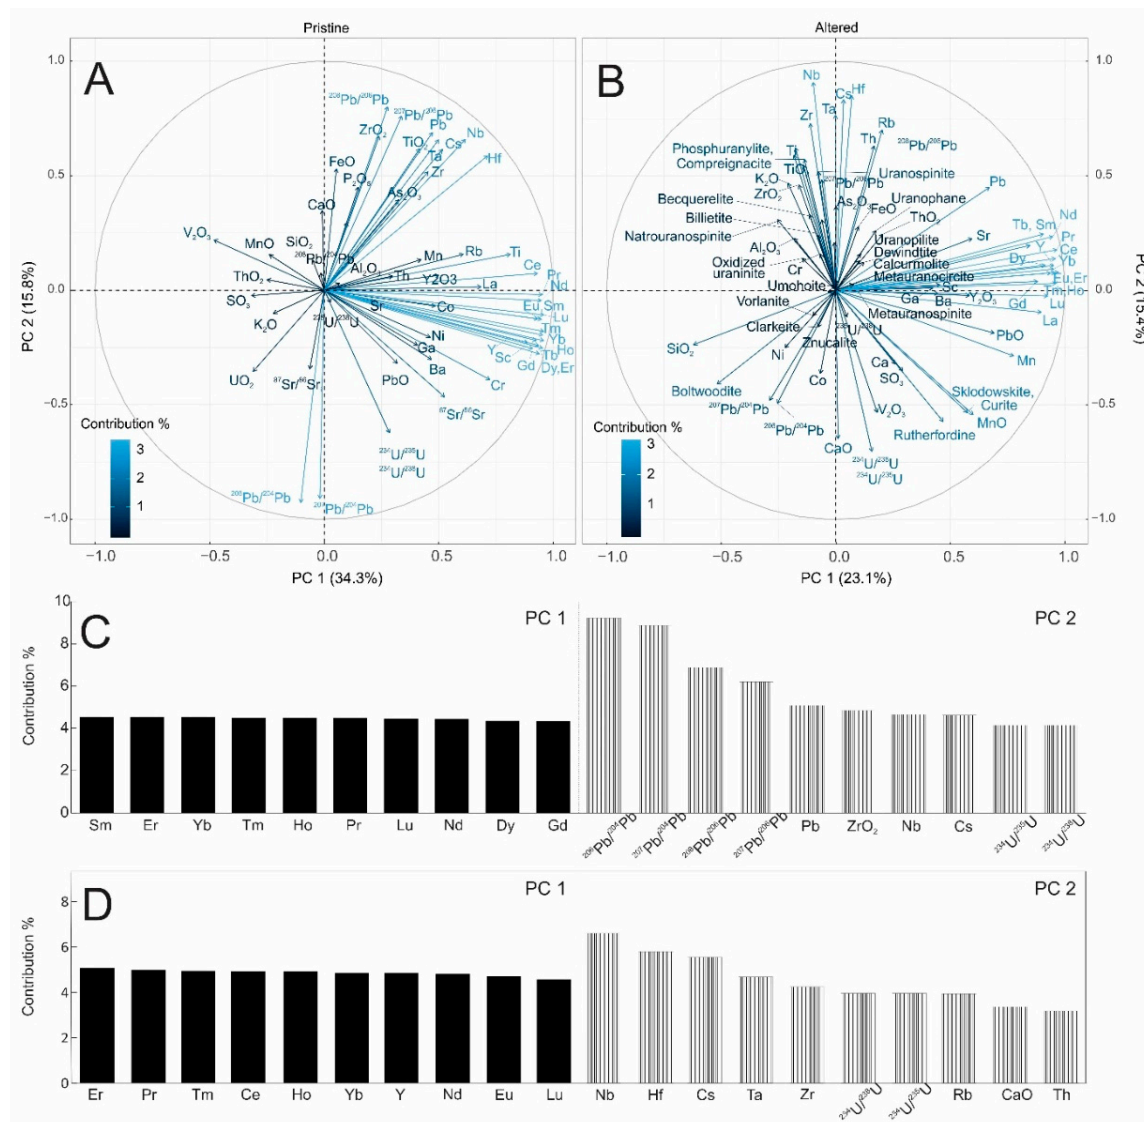 Pristine
Altered
A
B
1.0
0.5
0.0
−0.5
−1.0
PC 2 (15.8%)
²⁰⁸Pb/²⁰⁶Pb
²⁰⁷Pb/²⁰⁶Pb
Pb
Nb
ZrO₂
TiO₂
Cs
Ta
Hf
FeO
Zr
P₂O₅
As₂O₃
CaO
V₂O₃
MnO
SiO₂
Mn
Rb
Ti
Al₂O₃
Ce
ThO₂
Th
Y2O3
La
Pr
Nd
SO₃
Sr
Co
Eu,Sm
Lu
K₂O
Ni
Tm
Yb
Ga
Y
Sc
Tb
Ho
UO₂
⁸⁷Sr/⁸⁶Sr
PbO
Ba
Gd
Dy,Er
Cr
⁸⁷Sr/⁸⁶Sr
²³⁴U/²³⁵U
²³⁴U/²³⁸U
²⁰⁷Pb/²⁰⁴Pb
Contribution %
3
2
1
−1.0
−0.5
0.0
0.5
1.0
PC 1 (34.3%)
Nb
Cs
Hf
Ta
Zr
Rb
Th
Phosphuranylite,
Compreignacite
Ti
TiO
Uranospinite
K₂O
ZrO₂
Pb
Becquerelite
As₂O₃
FeO
Uranophane
Billietite
ThO₂
Natrouranospinite
Sr
Tb, Sm
Nd
Pr
Al₂O₃
Uranopilite
Y
Ce
Dewindtite
Dy
Yb
Oxidized
uraninite
Cr
Calcurmolite
Metauranocircite
Eu,Er
Umohoite
Sc
Tm,Ho
Vorlanite
Ga
Ba
Y₂O₃
Gd
Lu
Metauranospinite
La
Clarkeite
Znucalite
PbO
SiO₂
Ni
Ca
Mn
Co
SO₃
Boltwoodite
Sklodowskite,
Curite
²⁰⁷Pb/²⁰⁴Pb
V₂O₃
MnO
Rutherfordine
CaO
²³⁴U/²³⁵U
²³⁴U/²³⁸U
Contribution %
3
2
1
1.0
0.5
0.0
−0.5
−1.0
−1.0
−0.5
0.0
0.5
1.0
PC 1 (23.1%)
C
PC 1
PC 2
Contribution %
10
8
6
4
2
0
Sm
Er
Yb
Tm
Ho
Pr
Lu
Nd
Dy
Gd
²⁰⁶Pb/²⁰⁴Pb
²⁰⁷Pb/²⁰⁴Pb
²⁰⁸Pb/²⁰⁶Pb
²⁰⁷Pb/²⁰⁶Pb
Pb
ZrO₂
Nb
Cs
²³⁴U/²³⁵U
²³⁴U/²³⁸U
D
PC 1
PC 2
Contribution %
8
6
4
2
0
Er
Pr
Tm
Ce
Ho
Yb
Y
Nd
Eu
Lu
Nb
Hf
Cs
Ta
Zr
²³⁴U/²³⁸U
²³⁴U/²³⁵U
Rb
CaO
Th